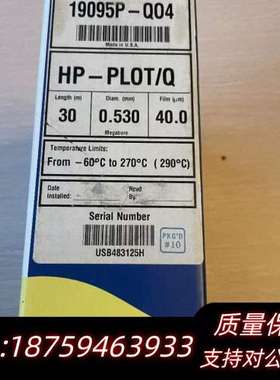 19095P-Q04
Made in U.S.A.
HP-PLOT/Q
Length (m) Diam. (mm) Film (µm)
30 0.530 40.0
Megabore
Temperature Limits:
From -60°C to 270°C (290°C)
Date Installed: Used By
Serial Number
USB483125H
PKG'D
#10
质量保
:18759463933
支持对公